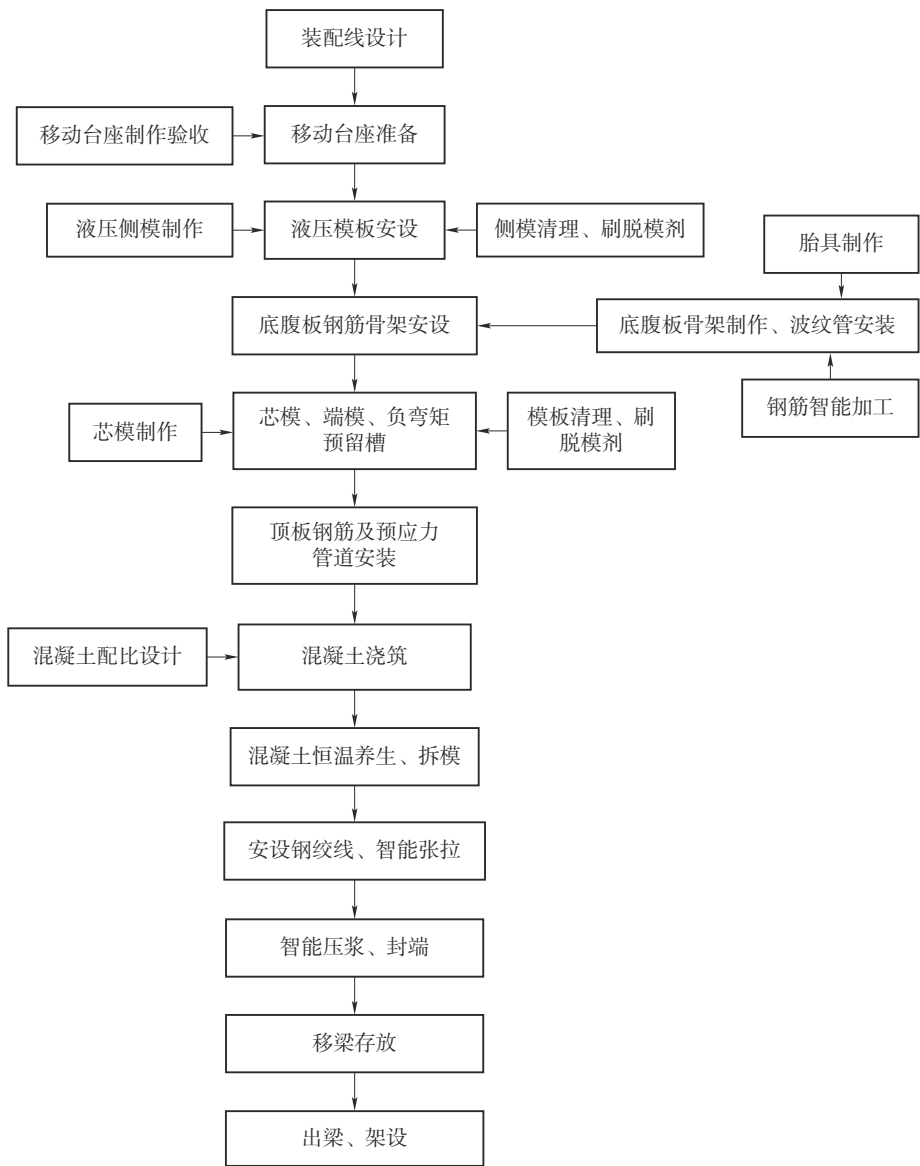 装配线设计
移动台座制作验收
移动台座准备
液压侧模制作
液压模板安设
侧模清理、刷脱模剂
胎具制作
底腹板钢筋骨架安设
底腹板骨架制作、波纹管安装
钢筋智能加工
芯模制作
芯模、端模、负弯矩
预留槽
模板清理、刷
脱模剂
顶板钢筋及预应力
管道安装
混凝土配比设计
混凝土浇筑
混凝土恒温养生、拆模
安设钢绞线、智能张拉
智能压浆、封端
移梁存放
出梁、架设